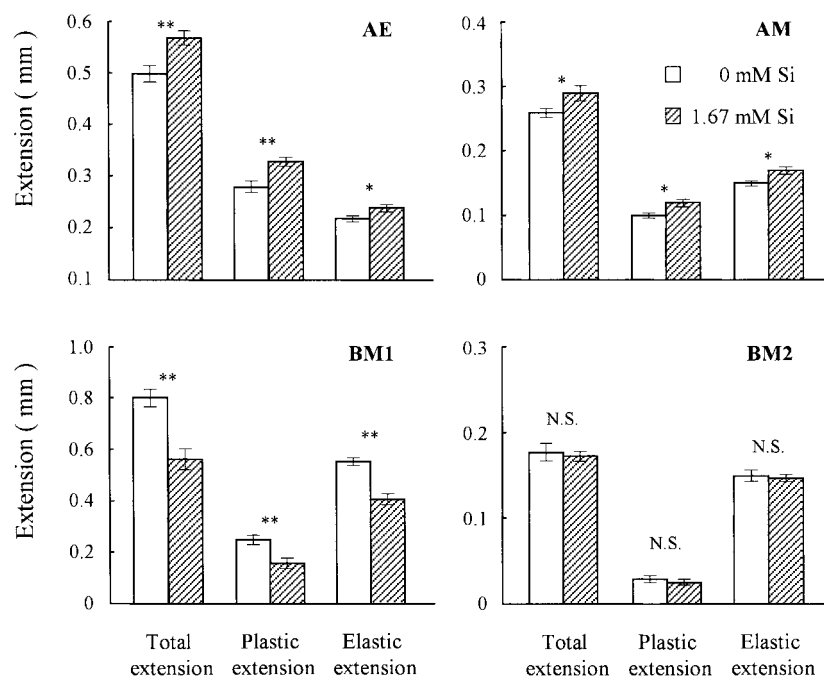 AE
Extension ( mm )
0.6
0.5
0.4
0.3
0.2
0.1
**
**
*
AM
0 mM Si
1.67 mM Si
0.4
0.3
0.2
0.1
0
*
*
*
BM1
Extension ( mm )
1.0
0.8
0.6
0.4
0.2
0
**
**
**
Total
extension
Plastic
extension
Elastic
extension
BM2
0.3
0.2
0.1
0
N.S.
N.S.
N.S.
Total
extension
Plastic
extension
Elastic
extension